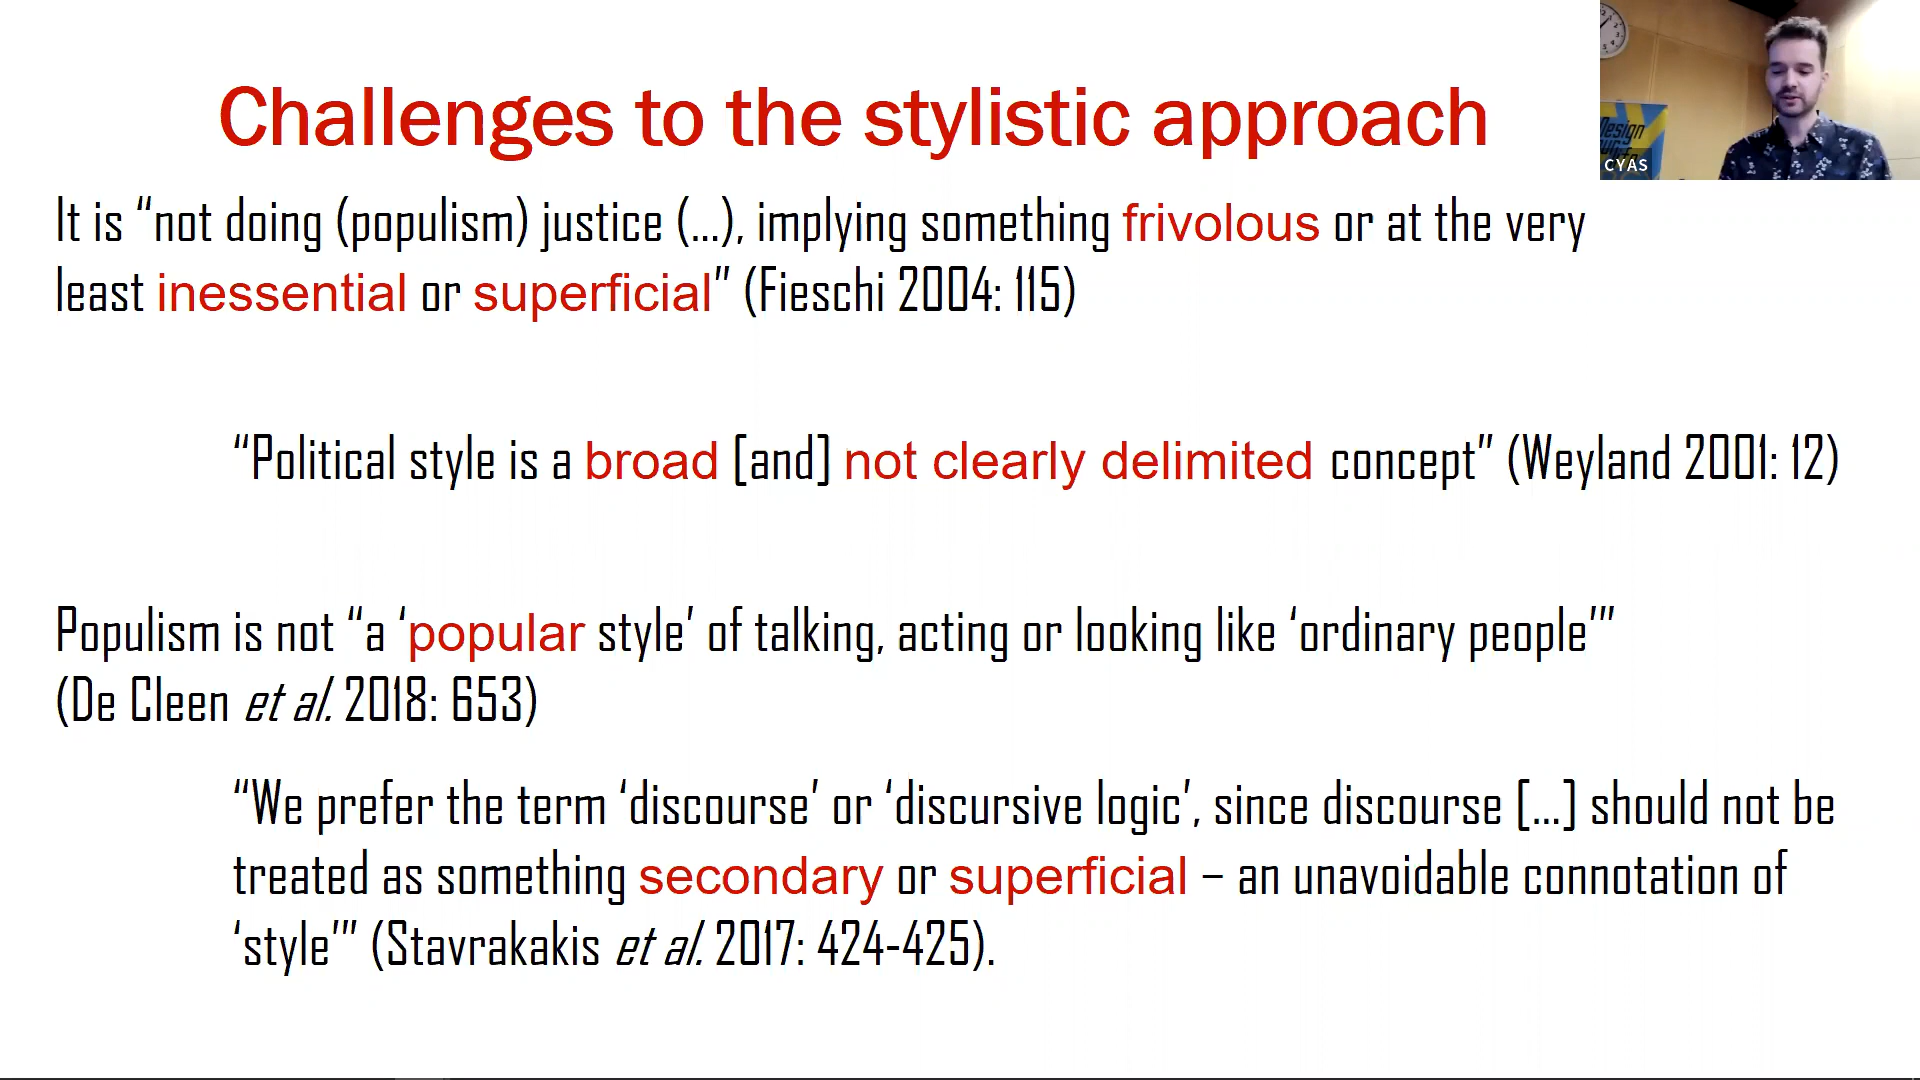 Challenges to the stylistic approach
It is “not doing (populism) justice (...), implying something frivolous or at the very
least inessential or superficial” (Fieschi 2004: 115)
“Political style is a broad [and] not clearly delimited concept” (Weyland 2001: 12)
Populism is not “a ‘popular style’ of talking, acting or looking like ‘ordinary people’”
(De Cleen et al. 2018: 653)
“We prefer the term ‘discourse’ or ‘discursive logic’, since discourse [...] should not be
treated as something secondary or superficial – an unavoidable connotation of
‘style’” (Stavrakakis et al. 2017: 424-425).
Design
CYAS